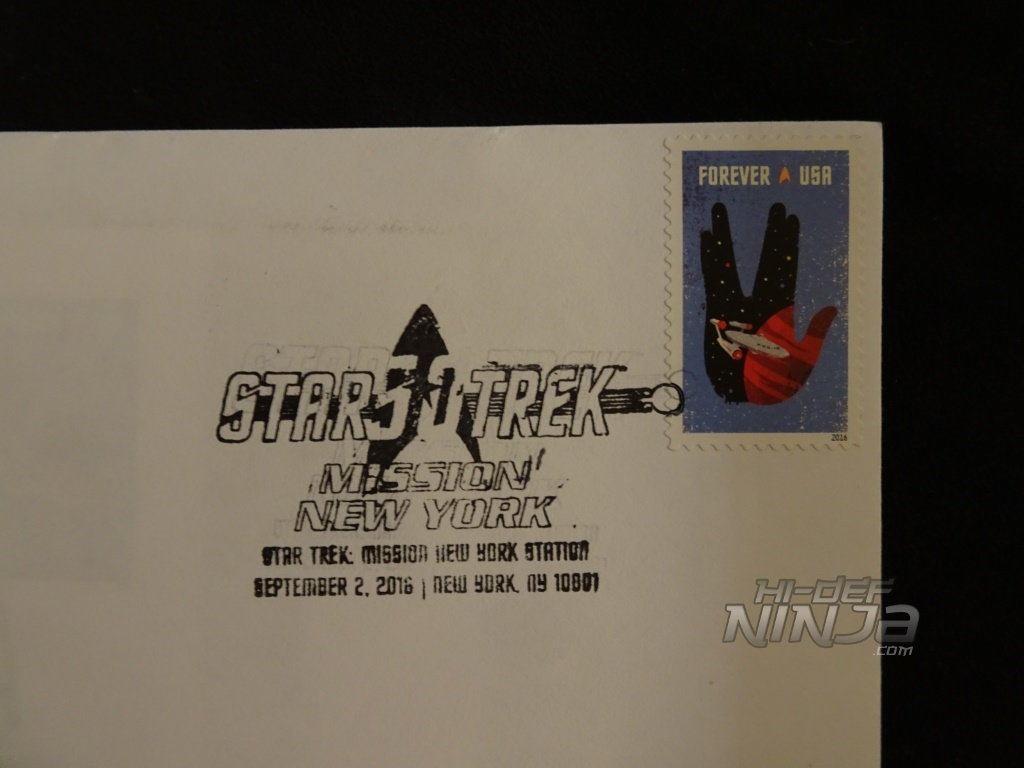 FOREVER USA
2016
STAR 50 TREK
MISSION
NEW YORK
STAR TREK: MISSION NEW YORK STATION
SEPTEMBER 2, 2016 | NEW YORK, NY 10001
HI-DEF
NINJA
.COM